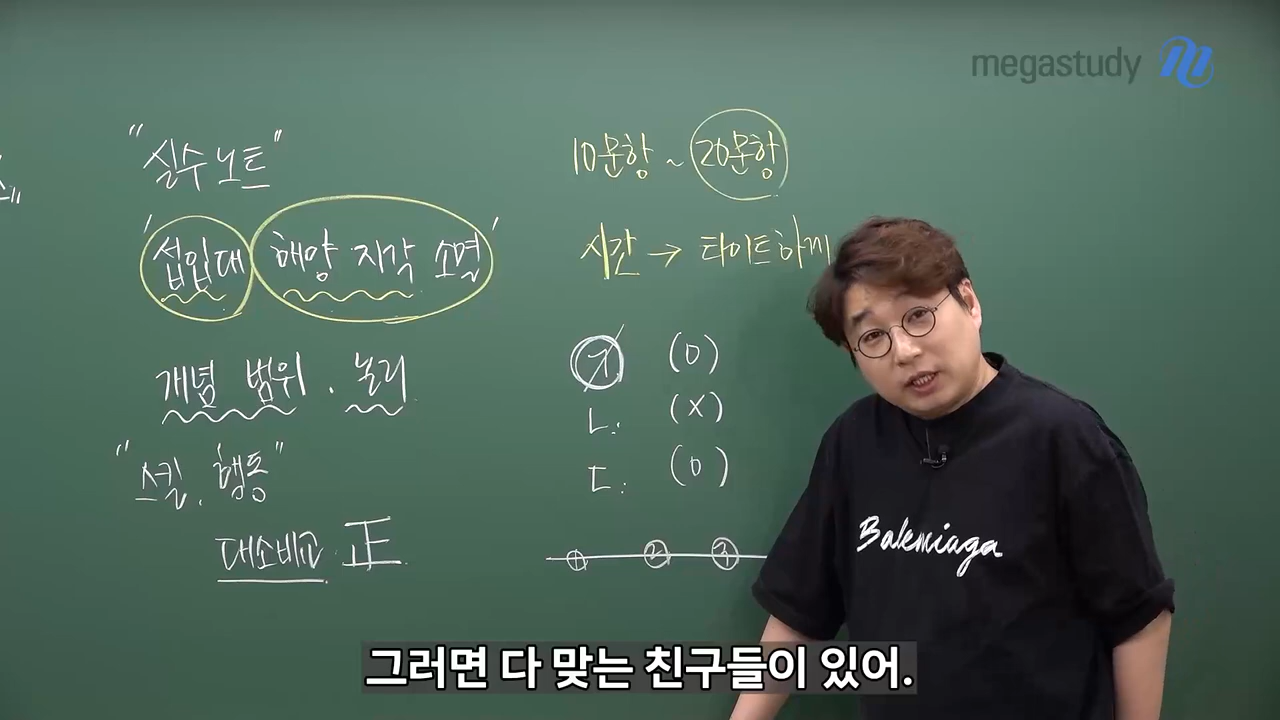 megastudy
"실수 노트"
'섭입대 해양 지각 소멸'
개념 범위 . 논리
"스킬, 행동"
대소비교 正
10문항 ~ 20문항
시간 → 타이트하게
ㄱ (O)
ㄴ. (X)
ㄷ. (O)
① ② ③
Balenciaga
그러면 다 맞는 친구들이 있어.